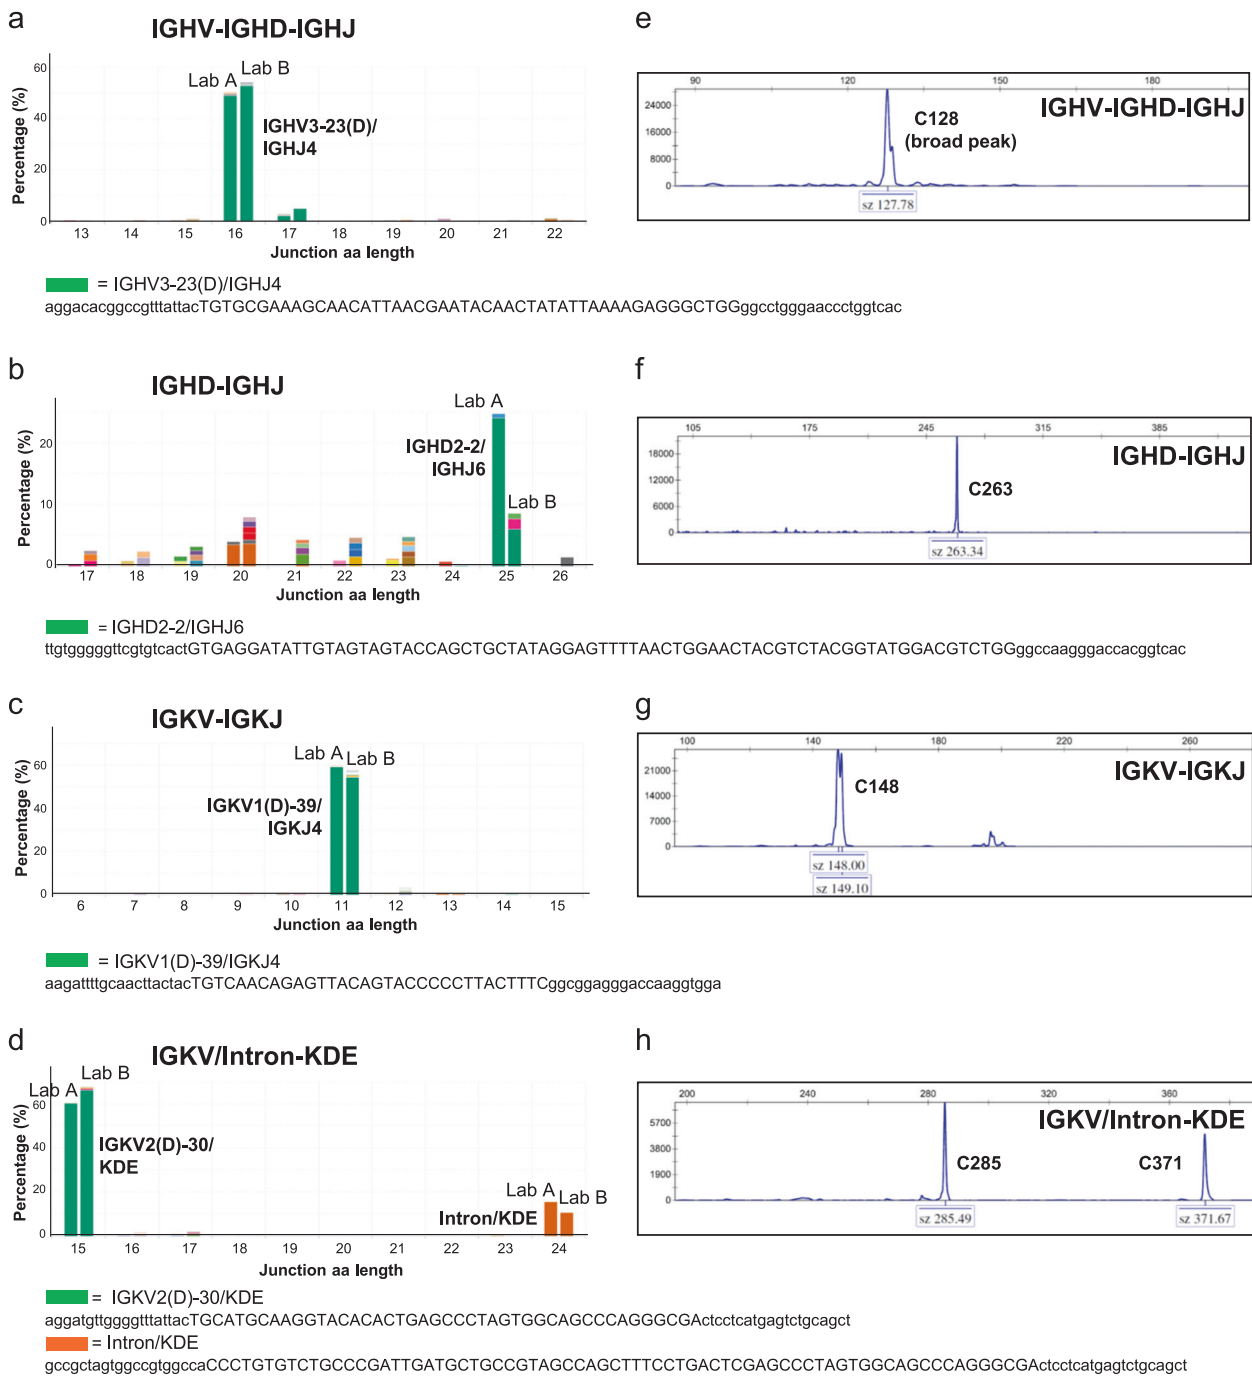 a
IGHV-IGHD-IGHJ
Percentage (%)
60
40
20
0
Lab A
Lab B
IGHV3-23(D)/
IGHJ4
13 14 15 16 17 18 19 20 21 22
Junction aa length
= IGHV3-23(D)/IGHJ4
aggacacggccgtttattacTGTGCGAAAGCAACATTAACGAATACAACTATATTAAAAGAGGGCTGGggcctgggaaccctggtcac
e
90 120 150 180
24000
16000
8000
0
IGHV-IGHD-IGHJ
C128
(broad peak)
sz 127.78
b
IGHD-IGHJ
Percentage (%)
20
10
0
Lab A
IGHD2-2/
IGHJ6
Lab B
17 18 19 20 21 22 23 24 25 26
Junction aa length
= IGHD2-2/IGHJ6
ttgtgggggttcgtgtcactGTGAGGATATTGTAGTAGTACCAGCTGCTATAGGAGTTTTAACTGGAACTACGTCTACGGTATGGACGTCTGGggccaagggaccacggtcac
f
105 175 245 315 385
18000
12000
6000
0
IGHD-IGHJ
C263
sz 263.34
c
IGKV-IGKJ
Percentage (%)
60
40
20
0
Lab A
Lab B
IGKV1(D)-39/
IGKJ4
6 7 8 9 10 11 12 13 14 15
Junction aa length
= IGKV1(D)-39/IGKJ4
aagattttgcaacttactacTGTCAACAGAGTTACAGTACCCCCTTACTTTCggcggagggaccaaggtgga
g
100 140 180 220 260
21000
14000
7000
0
IGKV-IGKJ
C148
sz 148.00
sz 149.10
d
IGKV/Intron-KDE
Percentage (%)
60
40
20
0
Lab A
Lab B
IGKV2(D)-30/
KDE
Lab A
Lab B
Intron/KDE
15 16 17 18 19 20 21 22 23 24
Junction aa length
= IGKV2(D)-30/KDE
aggatgttggggtttattacTGCATGCAAGGTACACACTGAGCCCTAGTGGCAGCCCAGGGCGActcctcatgagtctgcagct
= Intron/KDE
gccgctagtggccgtggccaCCCTGTGTCTGCCCGATTGATGCTGCCGTAGCCAGCTTTCCTGACTCGAGCCCTAGTGGCAGCCCAGGGCGActcctcatgagtctgcagct
h
200 240 280 320 360
5700
3800
1900
0
IGKV/Intron-KDE
C285
C371
sz 285.49
sz 371.67